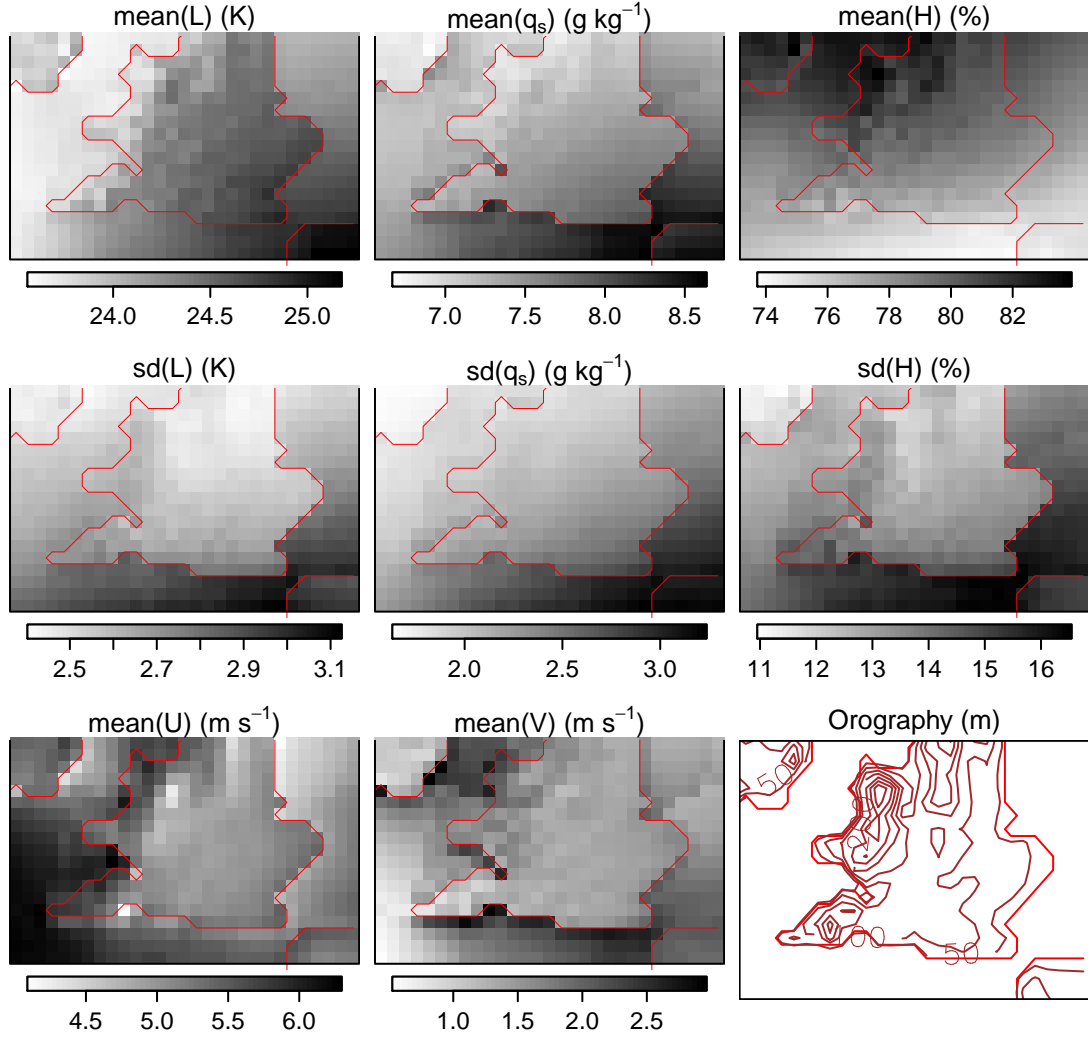 mean(L) (K) mean(qₛ) (g kg⁻¹) mean(H) (%)
24.0 24.5 25.0 7.0 7.5 8.0 8.5 74 76 78 80 82
sd(L) (K) sd(qₛ) (g kg⁻¹) sd(H) (%)
2.5 2.7 2.9 3.1 2.0 2.5 3.0 11 12 13 14 15 16
mean(U) (m s⁻¹) mean(V) (m s⁻¹) Orography (m)
50
100 50
4.5 5.0 5.5 6.0 1.0 1.5 2.0 2.5